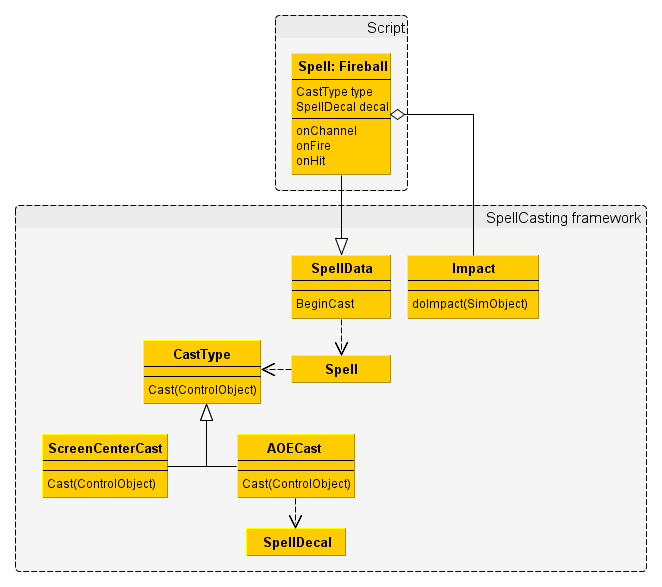 Script
Spell: Fireball
CastType type
SpellDecal decal
onChannel
onFire
onHit
SpellCasting framework
SpellData
BeginCast
Impact
doImpact(SimObject)
CastType
Cast(ControlObject)
Spell
ScreenCenterCast
Cast(ControlObject)
AOECast
Cast(ControlObject)
SpellDecal